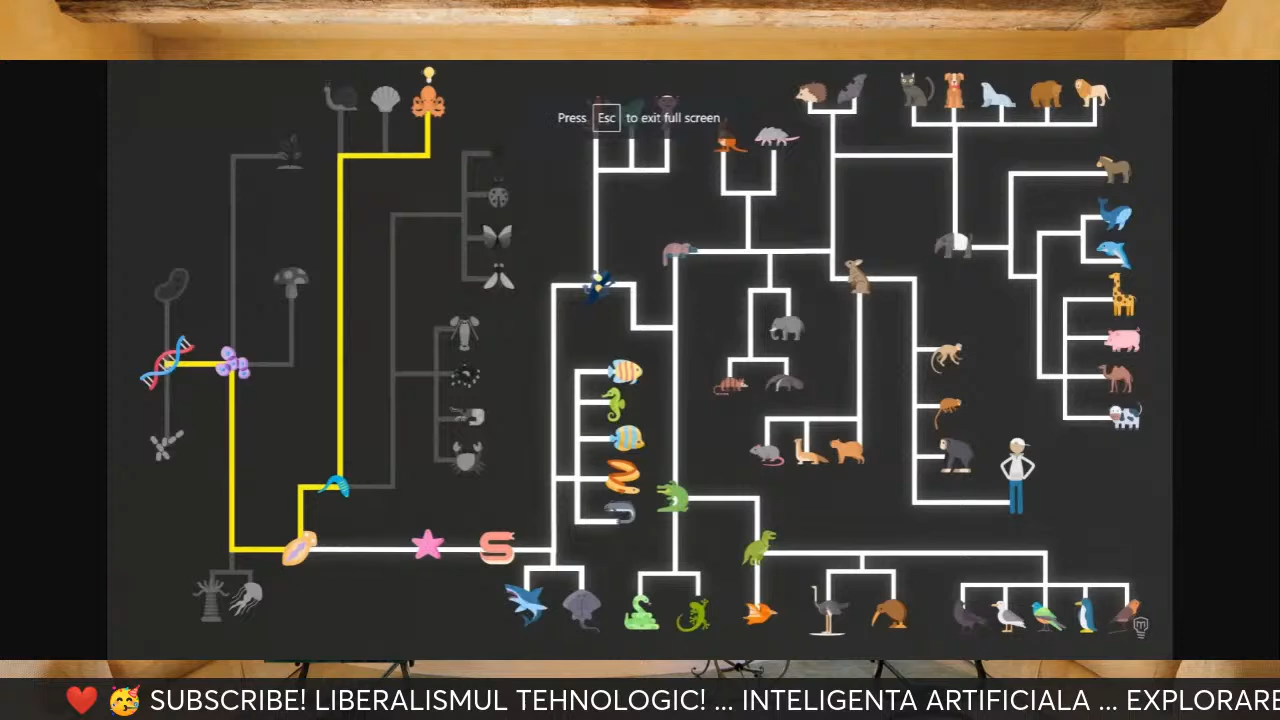 Press Esc to exit full screen
❤️ 🥳 SUBSCRIBE! LIBERALISMUL TEHNOLOGIC! ... INTELIGENTA ARTIFICIALA ... EXPLORARE